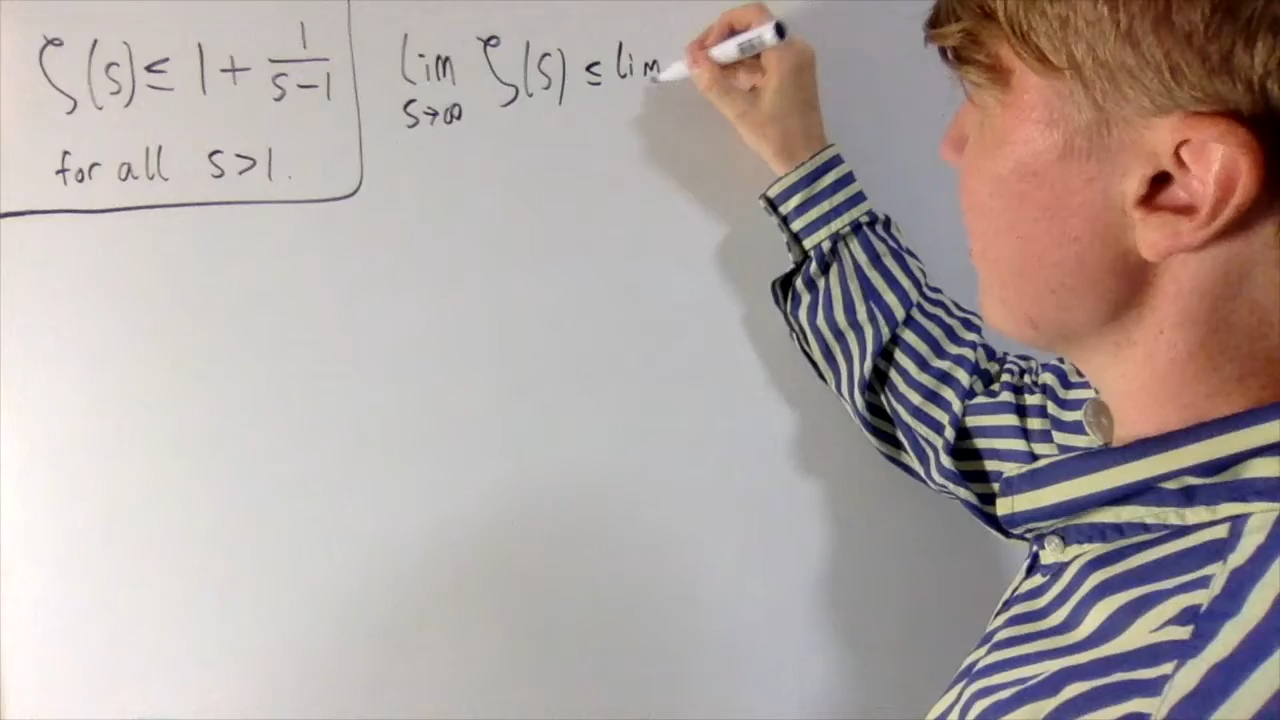 ζ(s) ≤ 1 + 1/(s-1)
for all s>1.
lim s→∞ ζ(s) ≤ lim